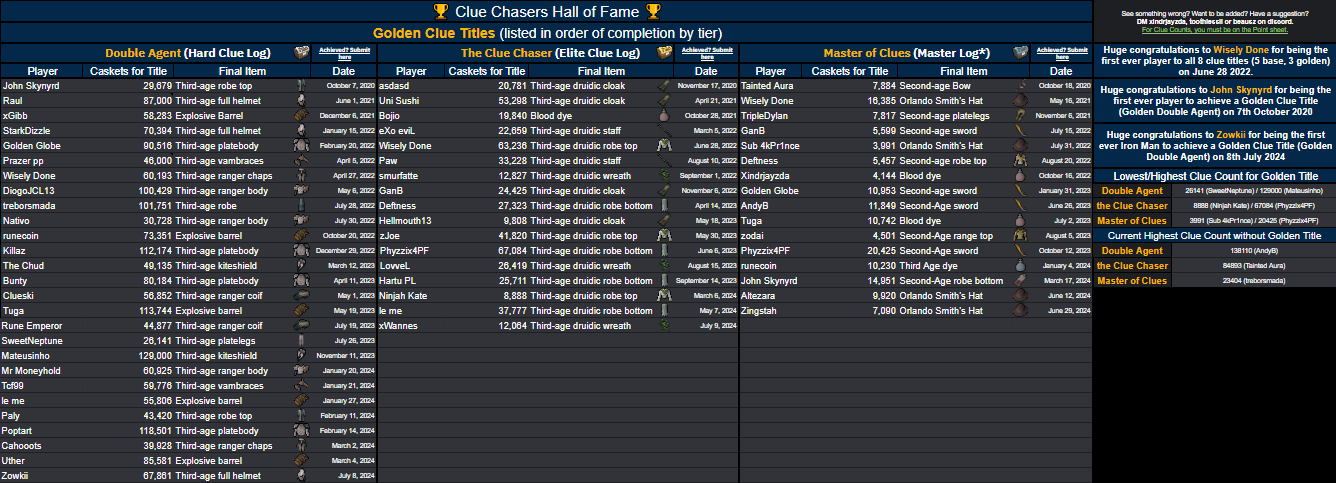 Clue Chasers Hall of Fame
Golden Clue Titles (listed in order of completion by tier)
Double Agent (Hard Clue Log) Achieved? Submit here
Player Caskets for Title Final Item Date
John Skynyrd 29,679 Third-age robe top October 7, 2020
Raul 87,000 Third-age full helmet June 1, 2021
xGibb 58,283 Explosive Barrel December 6, 2021
StarkDizzle 70,394 Third-age full helmet January 15, 2022
Golden Globe 90,516 Third-age platebody February 20, 2022
Prazer pp 46,000 Third-age vambraces April 5, 2022
Wisely Done 60,193 Third-age ranger chaps April 27, 2022
DiogoJCL13 100,429 Third-age ranger body May 6, 2022
treborsmada 101,751 Third-age robe July 28, 2022
Nativo 30,728 Third-age ranger body July 30, 2022
runecoin 73,351 Explosive barrel October 20, 2022
Killaz 112,174 Third-age platebody December 29, 2022
The Chud 49,135 Third-age kiteshield March 12, 2023
Bunty 80,184 Third-age platebody April 11, 2023
Clueski 56,852 Third-age ranger coif May 1, 2023
Tuga 113,744 Explosive barrel May 19, 2023
Rune Emperor 44,877 Third-age ranger coif July 19, 2023
SweetNeptune 26,141 Third-age platelegs July 26, 2023
Mateusinho 129,000 Third-age kiteshield November 11, 2023
Mr Moneyhold 60,925 Third-age ranger body January 20, 2024
Tcf99 59,776 Third-age vambraces January 21, 2024
le me 55,806 Explosive barrel January 27, 2024
Paly 43,420 Third-age robe top February 11, 2024
Poptart 118,501 Third-age platebody February 14, 2024
Cahooots 39,928 Third-age ranger chaps March 2, 2024
Uther 85,581 Explosive barrel March 4, 2024
Zowkii 67,861 Third-age full helmet July 8, 2024
The Clue Chaser (Elite Clue Log) Achieved? Submit here
Player Caskets for Title Final Item Date
asdasd 20,781 Third-age druidic cloak November 17, 2020
Uni Sushi 53,298 Third-age druidic cloak April 21, 2021
Bojio 19,840 Blood dye October 28, 2021
eXo eviL 22,659 Third-age druidic staff March 5, 2022
Wisely Done 63,236 Third-age druidic robe top June 28, 2022
Paw 33,228 Third-age druidic staff August 10, 2022
smurfatte 12,827 Third-age druidic wreath September 1, 2022
GanB 24,425 Third-age druidic cloak November 6, 2022
Deftness 27,323 Third-age druidic robe bottom April 14, 2023
Hellmouth13 9,808 Third-age druidic cloak May 18, 2023
zJoe 41,820 Third-age druidic robe top May 30, 2023
Phyzzix4PF 67,084 Third-age druidic robe bottom June 6, 2023
LovveL 26,419 Third-age druidic wreath August 15, 2023
Hartu PL 25,711 Third-age druidic robe bottom September 14, 2023
Ninjah Kate 8,888 Third-age druidic robe top March 6, 2024
le me 37,777 Third-age druidic robe bottom May 7, 2024
xWannes 12,064 Third-age druidic wreath July 9, 2024
Master of Clues (Master Log*) Achieved? Submit here
Player Caskets for Title Final Item Date
Tainted Aura 7,884 Second-age Bow October 18, 2020
Wisely Done 16,385 Orlando Smith's Hat May 16, 2021
TripleDylan 7,817 Second-age platelegs November 6, 2021
GanB 5,599 Second-age sword July 15, 2022
Sub 4kPr1nce 3,991 Orlando Smith's Hat July 31, 2022
Deftness 5,457 Second-age robe top August 20, 2022
Xindrjayzda 4,144 Blood dye October 16, 2022
Golden Globe 10,953 Second-age sword January 31, 2023
AndyB 11,849 Second-Age sword June 26, 2023
Tuga 10,742 Blood dye July 2, 2023
zodai 4,501 Second-Age range top August 5, 2023
Phyzzix4PF 20,425 Second-Age sword October 12, 2023
runecoin 10,230 Third Age dye January 4, 2024
John Skynyrd 14,951 Second-Age robe bottom March 17, 2024
Altezara 9,920 Orlando Smith's Hat June 12, 2024
Zingstah 7,090 Orlando Smith's Hat June 29, 2024
See something wrong? Want to be added? Have a suggestion?
DM xindrjayzda, toothlessll or beausz on discord.
For Clue Counts, you must be on the Point sheet.
Huge congratulations to Wisely Done for being the
first ever player to all 8 clue titles (5 base, 3 golden)
on June 28 2022.
Huge congratulations to John Skynyrd for being the
first ever player to achieve a Golden Clue Title
(Golden Double Agent) on 7th October 2020
Huge congratulations to Zowkii for being the first
ever Iron Man to achieve a Golden Clue Title (Golden
Double Agent) on 8th July 2024
Lowest/Highest Clue Count for Golden Title
Double Agent 26141 (SweetNeptune) / 129000 (Mateusinho)
the Clue Chaser 8888 (Ninjah Kate) / 67084 (Phyzzix4PF)
Master of Clues 3991 (Sub 4kPr1nce) / 20425 (Phyzzix4PF)
Current Highest Clue Count without Golden Title
Double Agent 138110 (AndyB)
the Clue Chaser 84893 (Tainted Aura)
Master of Clues 23404 (treborsmada)